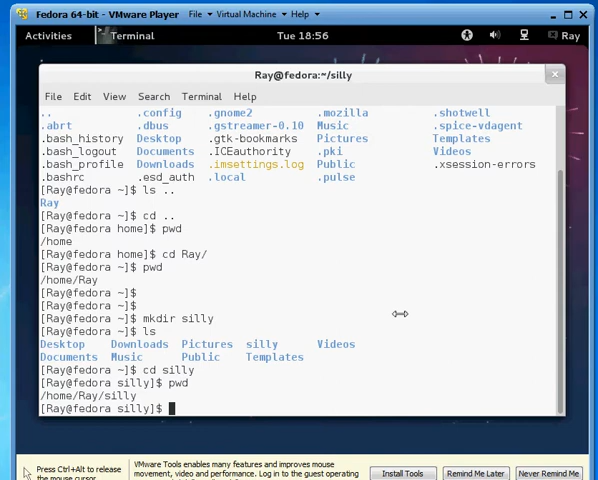 Fedora 64-bit - VMware Player File Virtual Machine Help
Activities Terminal Tue 18:56 Ray
Ray@fedora:~/silly
File Edit View Search Terminal Help
.. .config .gnome2 .mozilla .shotwell
.abrt .dbus .gstreamer-0.10 Music .spice-vdagent
.bash_history Desktop .gtk-bookmarks Pictures Templates
.bash_logout Documents .ICEauthority .pki Videos
.bash_profile Downloads .imsettings.log Public .xsession-errors
.bashrc .esd_auth .local .pulse
[Ray@fedora ~]$ ls ..
Ray
[Ray@fedora ~]$ cd ..
[Ray@fedora home]$ pwd
/home
[Ray@fedora home]$ cd Ray/
[Ray@fedora ~]$ pwd
/home/Ray
[Ray@fedora ~]$
[Ray@fedora ~]$
[Ray@fedora ~]$ mkdir silly
[Ray@fedora ~]$ ls
Desktop Downloads Pictures silly Videos
Documents Music Public Templates
[Ray@fedora ~]$ cd silly
[Ray@fedora silly]$ pwd
/home/Ray/silly
[Ray@fedora silly]$
Press Ctrl+Alt to release
the mouse cursor.
VMware Tools enables many features and improves mouse
movement, video and performance. Log in to the guest operating
Install Tools Remind Me Later Never Remind Me